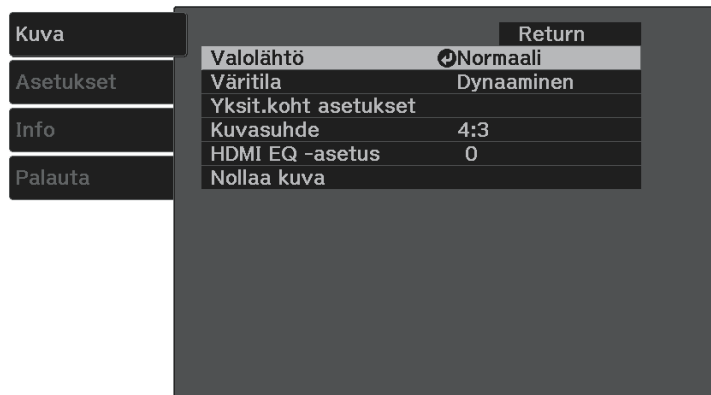 Kuva
Asetukset
Info
Palauta
Return
Valolähtö Normaali
Väritila Dynaaminen
Yksit.koht asetukset
Kuvasuhde 4:3
HDMI EQ -asetus 0
Nollaa kuva